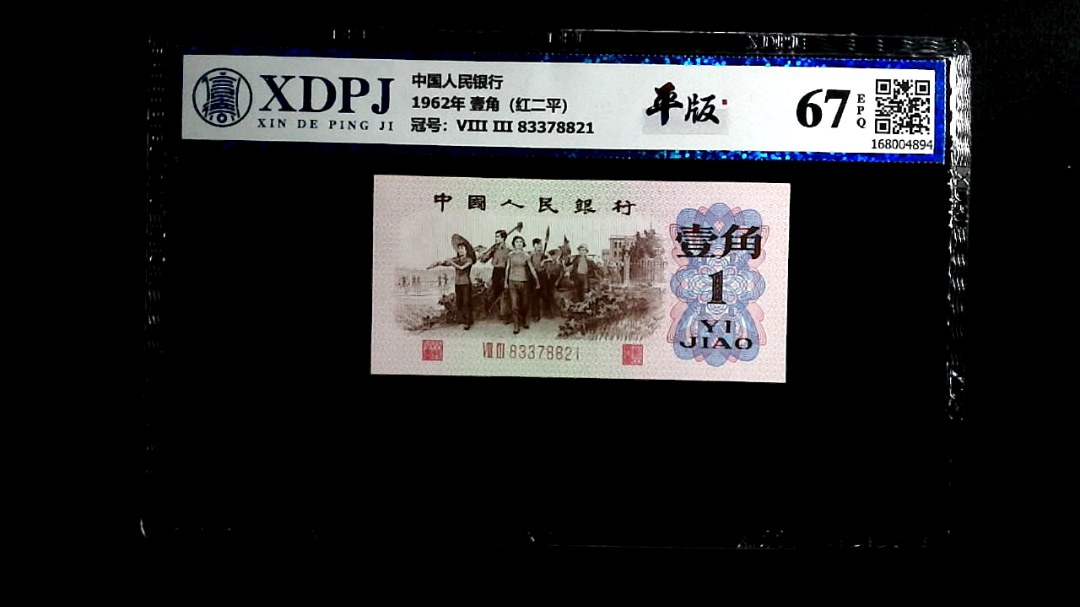 XDPJ
XIN DE PING JI
中国人民银行
1962年 壹角（红二平）
冠号：VIII III 83378821
平版
67
EPQ
168004894
中國人民銀行
壹角
1
YI
JIAO
VIII III 83378821